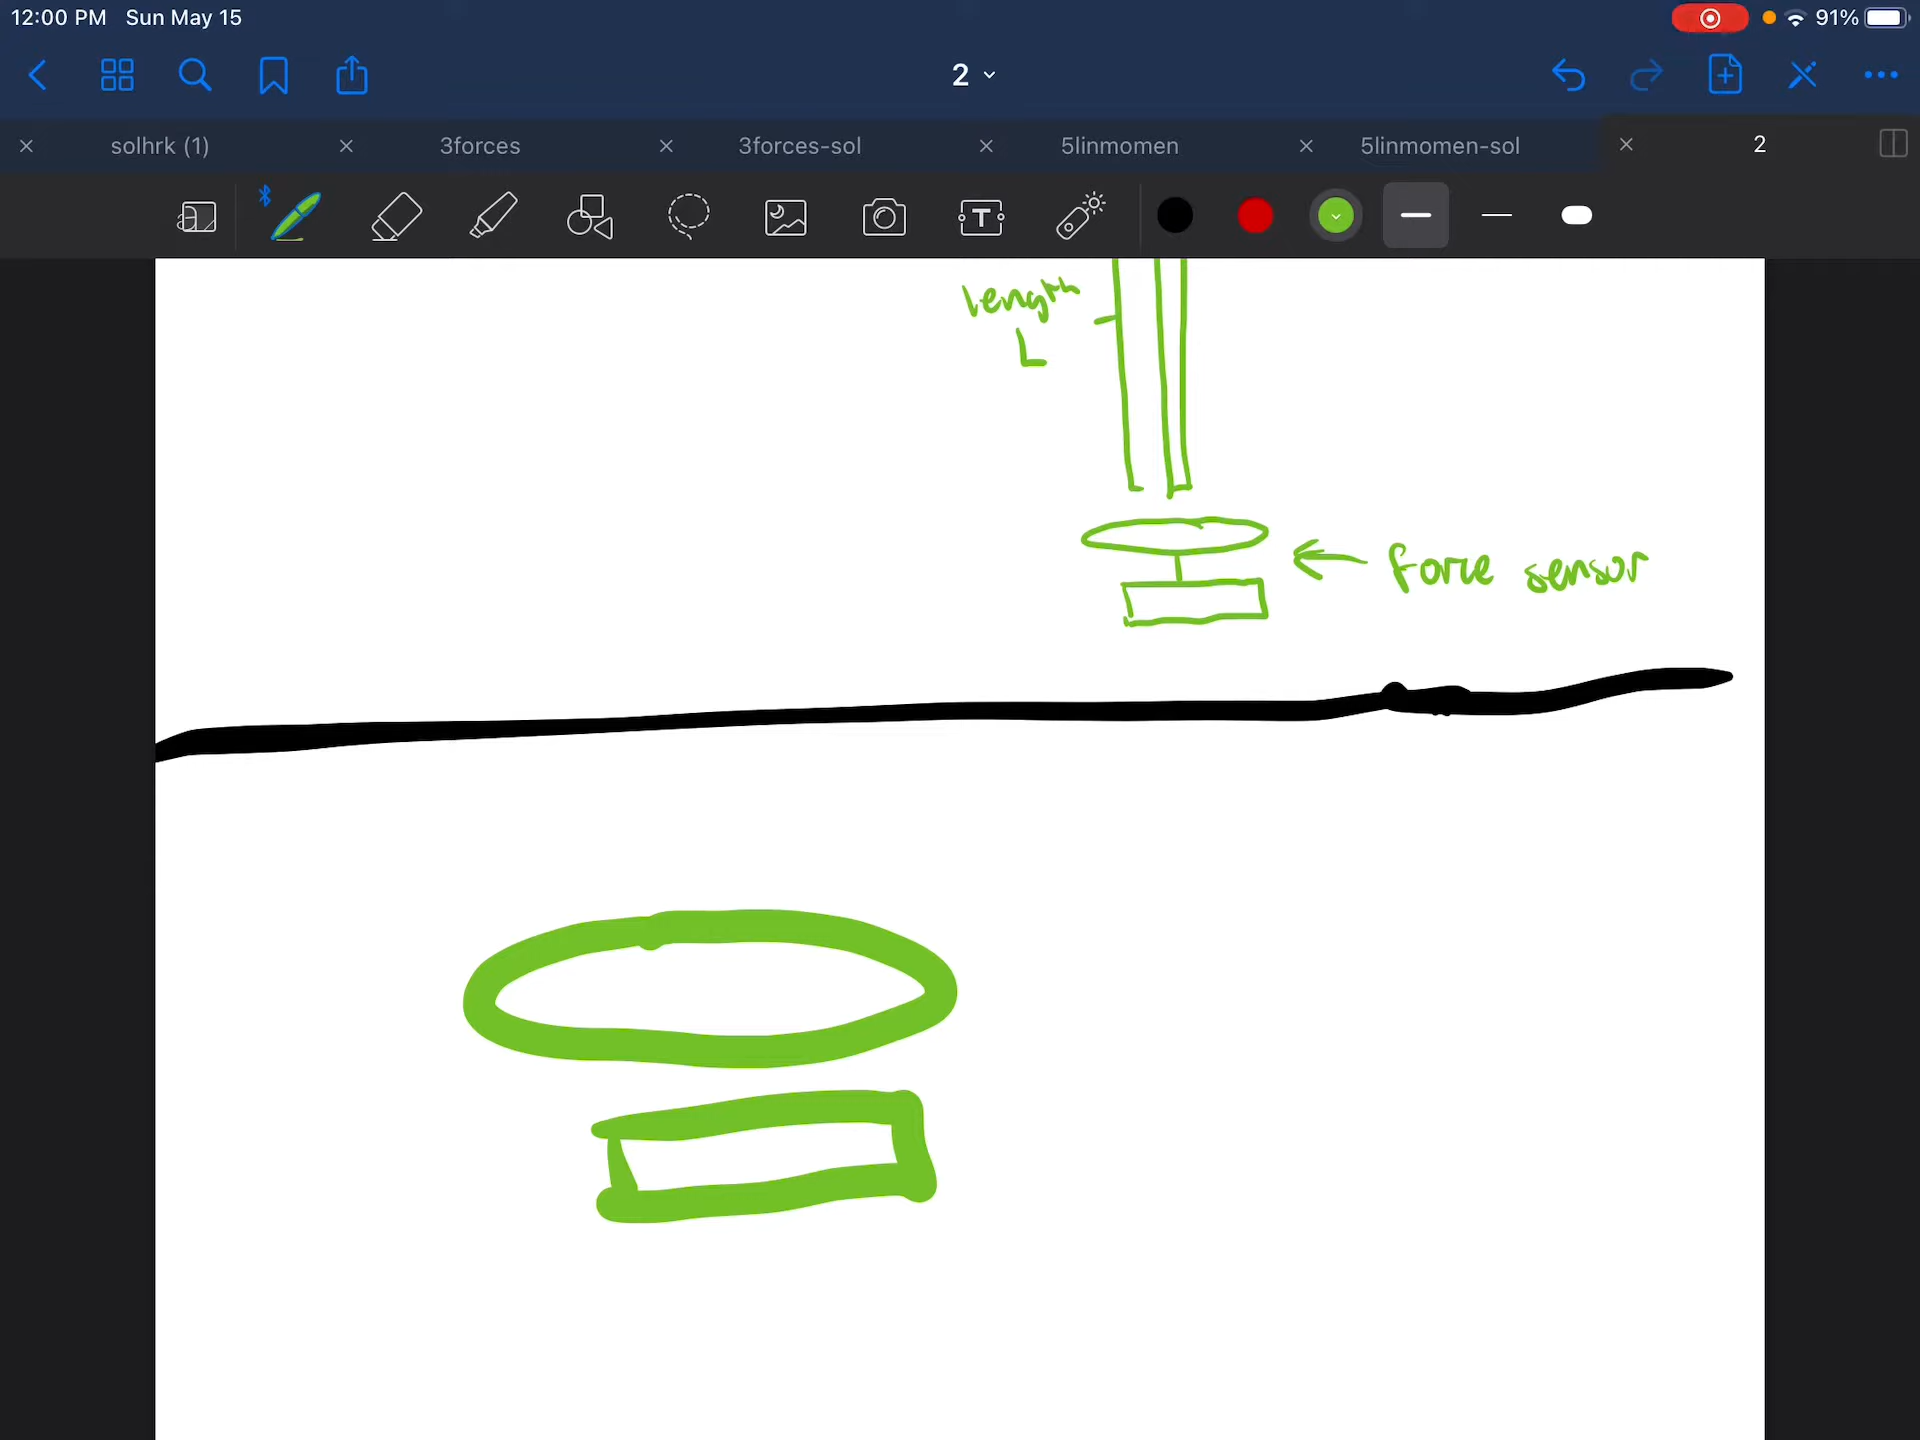 12:00 PM Sun May 15
91%
2
solhrk (1)
3forces
3forces-sol
5linmomen
5linmomen-sol
2
length
L
force sensor